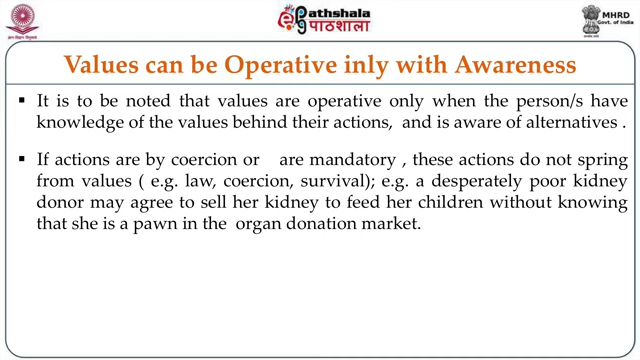 ePathshala
पाठशाला
MHRD
Govt. of India
Values can be Operative inly with Awareness
▪ It is to be noted that values are operative only when the person/s have
knowledge of the values behind their actions, and is aware of alternatives .
▪ If actions are by coercion or are mandatory , these actions do not spring
from values ( e.g. law, coercion, survival); e.g. a desperately poor kidney
donor may agree to sell her kidney to feed her children without knowing
that she is a pawn in the organ donation market.